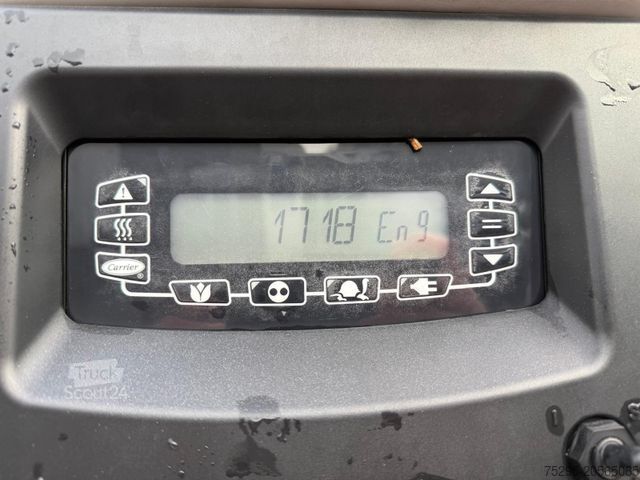 1718 Eng
Carrier
Truck
Scout24